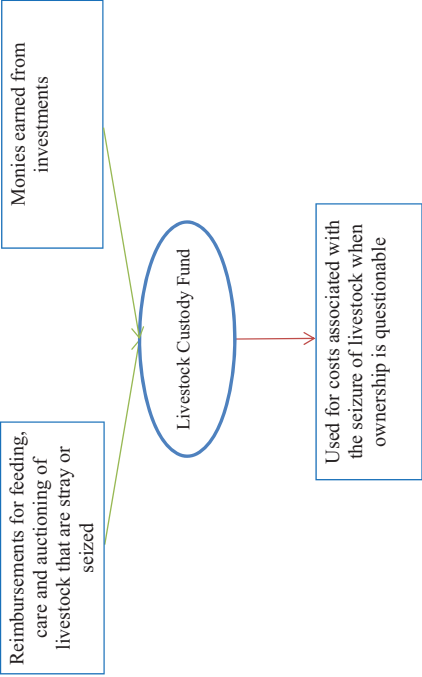 Reimbursements for feeding,
care and auctioning of
livestock that are stray or
seized
Monies earned from
investments
Livestock Custody Fund
Used for costs associated with
the seizure of livestock when
ownership is questionable